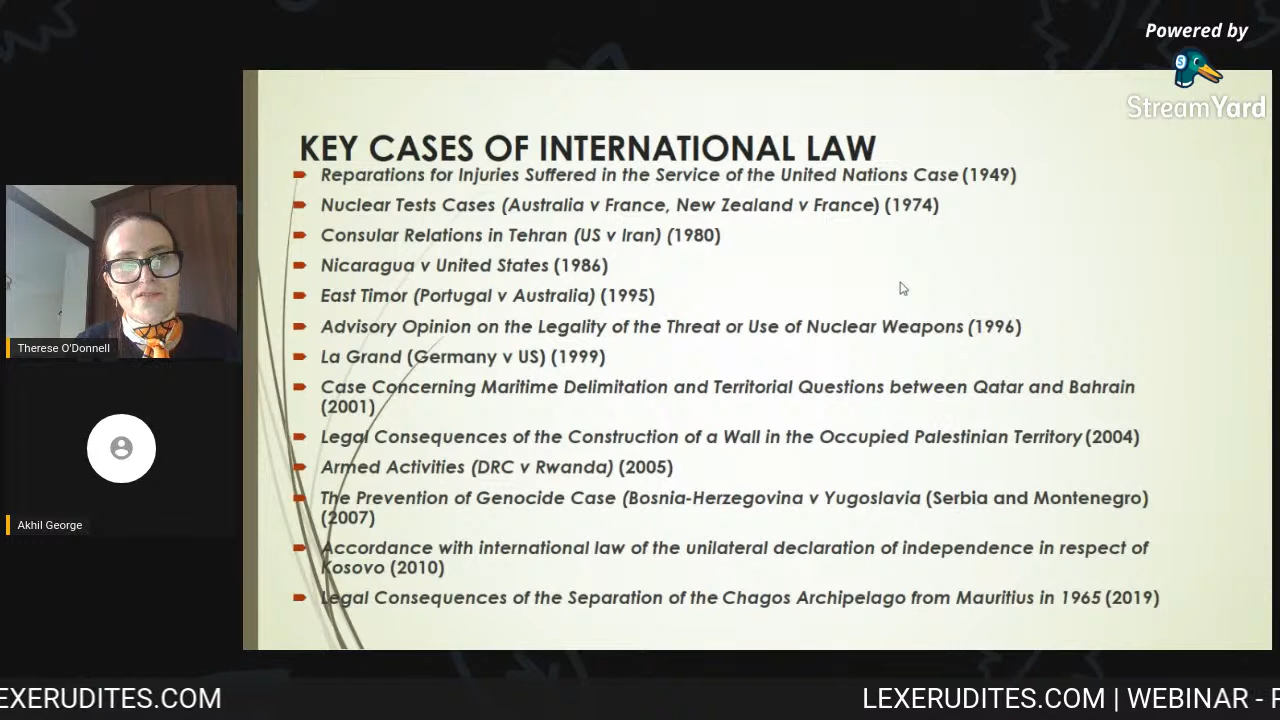 Powered by
StreamYard
KEY CASES OF INTERNATIONAL LAW
Reparations for Injuries Suffered in the Service of the United Nations Case (1949)
Nuclear Tests Cases (Australia v France, New Zealand v France) (1974)
Consular Relations in Tehran (US v Iran) (1980)
Nicaragua v United States (1986)
East Timor (Portugal v Australia) (1995)
Advisory Opinion on the Legality of the Threat or Use of Nuclear Weapons (1996)
La Grand (Germany v US) (1999)
Case Concerning Maritime Delimitation and Territorial Questions between Qatar and Bahrain
(2001)
Legal Consequences of the Construction of a Wall in the Occupied Palestinian Territory (2004)
Armed Activities (DRC v Rwanda) (2005)
The Prevention of Genocide Case (Bosnia-Herzegovina v Yugoslavia (Serbia and Montenegro)
(2007)
Accordance with international law of the unilateral declaration of independence in respect of
Kosovo (2010)
Legal Consequences of the Separation of the Chagos Archipelago from Mauritius in 1965 (2019)
Therese O'Donnell
Akhil George
EXERUDITES.COM
LEXERUDITES.COM | WEBINAR -